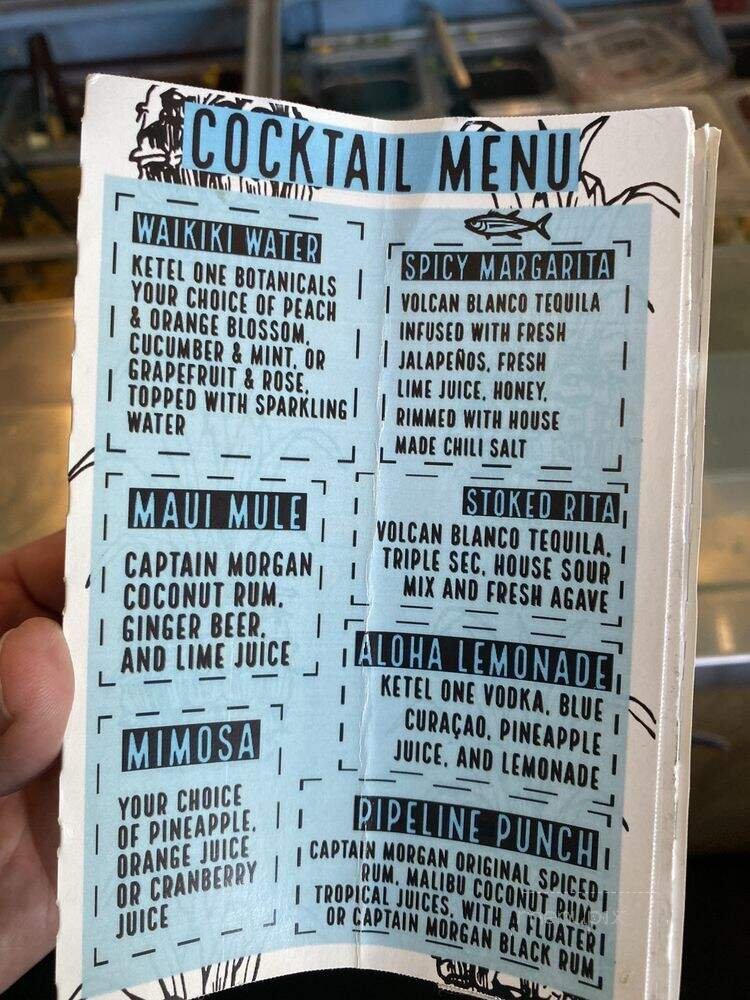 COCKTAIL MENU
WAIKIKI WATER
KETEL ONE BOTANICALS
YOUR CHOICE OF PEACH
& ORANGE BLOSSOM,
CUCUMBER & MINT, OR
GRAPEFRUIT & ROSE,
TOPPED WITH SPARKLING
WATER
MAUI MULE
CAPTAIN MORGAN
COCONUT RUM,
GINGER BEER,
AND LIME JUICE
MIMOSA
YOUR CHOICE
OF PINEAPPLE,
ORANGE JUICE
OR CRANBERRY
JUICE
SPICY MARGARITA
VOLCAN BLANCO TEQUILA
INFUSED WITH FRESH
JALAPEÑOS, FRESH
LIME JUICE, HONEY,
RIMMED WITH HOUSE
MADE CHILI SALT
STOKED RITA
VOLCAN BLANCO TEQUILA,
TRIPLE SEC, HOUSE SOUR
MIX AND FRESH AGAVE
ALOHA LEMONADE
KETEL ONE VODKA, BLUE
CURAÇAO, PINEAPPLE
JUICE, AND LEMONADE
PIPELINE PUNCH
CAPTAIN MORGAN ORIGINAL SPICED
RUM, MALIBU COCONUT RUM,
TROPICAL JUICES, WITH A FLOATER
OR CAPTAIN MORGAN BLACK RUM